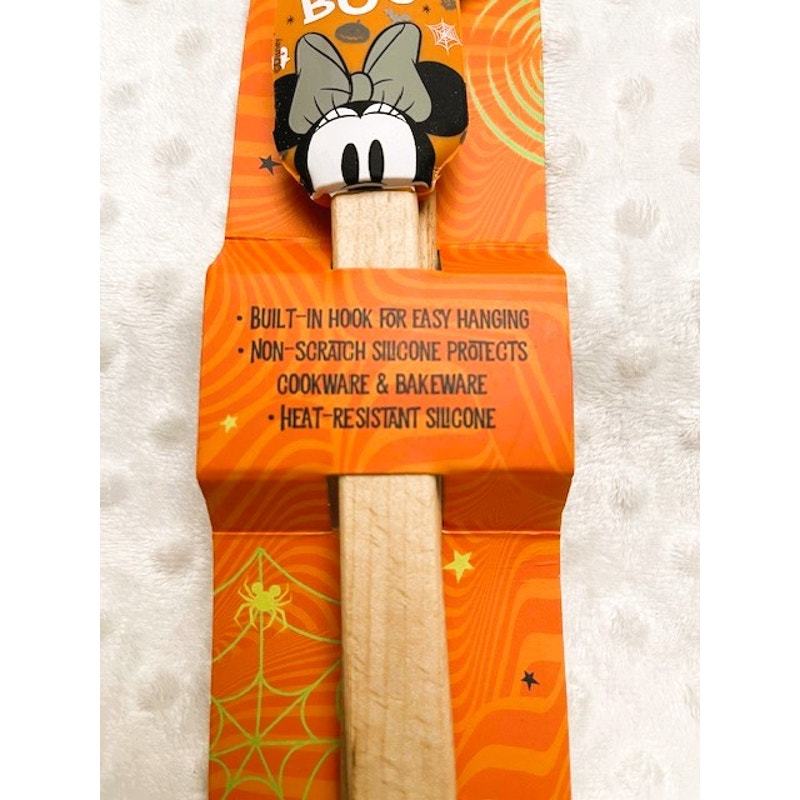 BOO
• BUILT-IN HOOK FOR EASY HANGING
• NON-SCRATCH SILICONE PROTECTS
COOKWARE & BAKEWARE
• HEAT-RESISTANT SILICONE